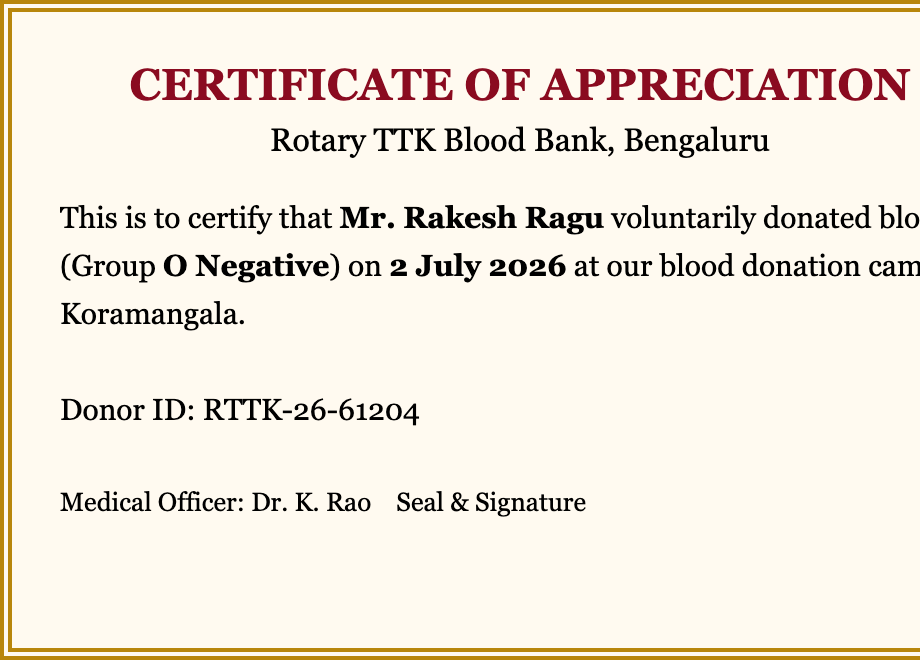 CERTIFICATE OF APPRECIATION
Rotary TTK Blood Bank, Bengaluru
This is to certify that Mr. Rakesh Ragu voluntarily donated
(Group O Negative) on 2 July 2026 at our blood donation
Koramangala.
Donor ID: RTTK-26-61204
Medical Officer: Dr. K. Rao Seal & Signature